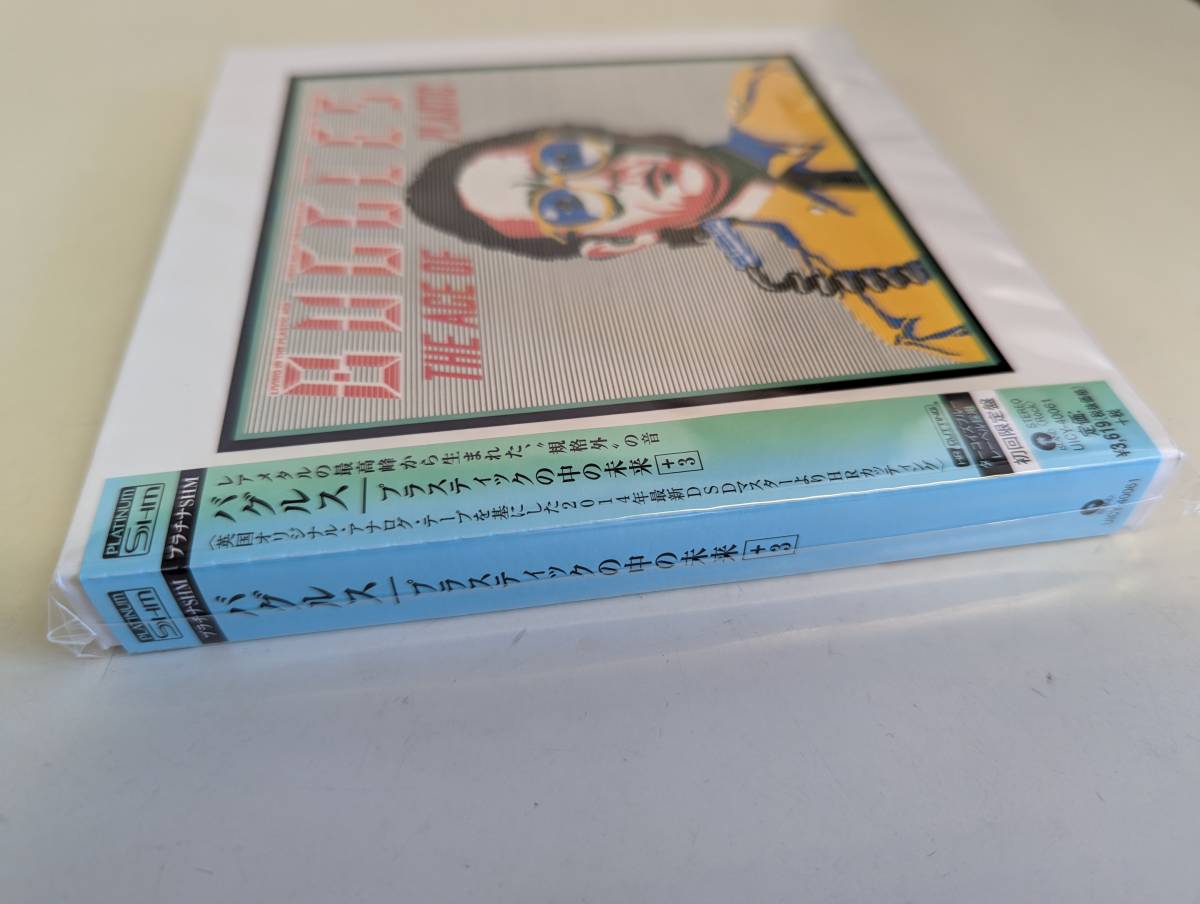 LIVING IN THE PLASTIC AGE
BUGGLES
THE AGE OF
PLASTIC
PLATINUM
SHM
プラチナSHM
レアメタルの最高峰から生まれた、“規格外”の音
バグルス
プラスティックの中の未来 +3
〈英国オリジナル・アナログ・テープを基にした2014年最新DSDマスターよりHRカッティング〉
初回限定盤
STEREO
UCCY-40001
PLATINUM
SHM
プラチナSHM
バグルス
プラスティックの中の未来 +3